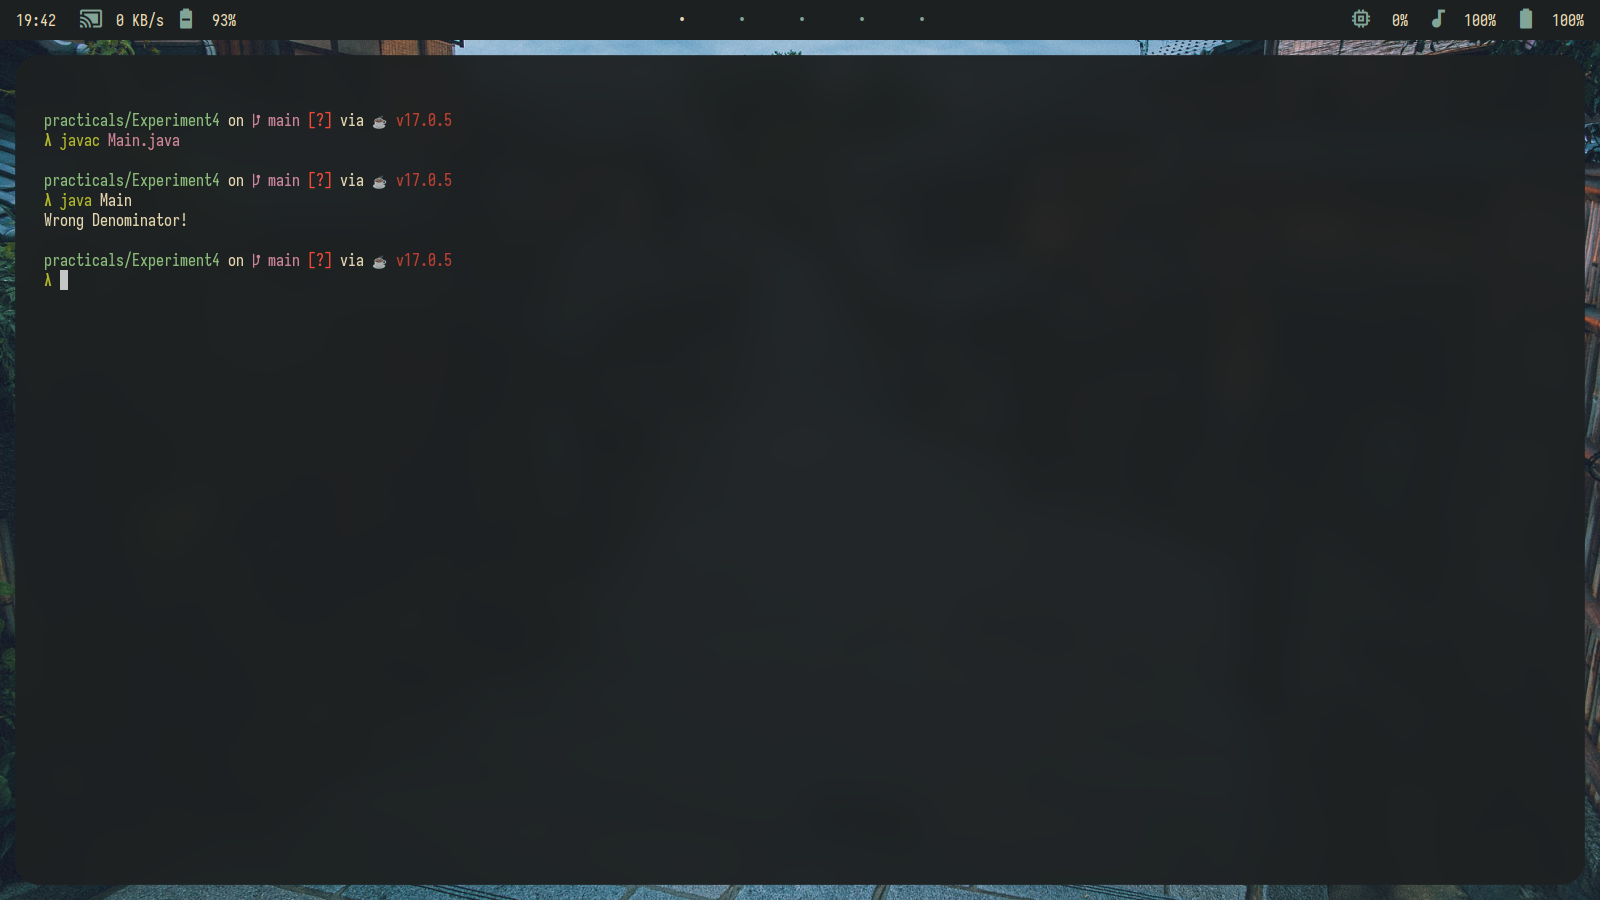 19:42 0 KB/s 93% 0% 100% 100%
practicals/Experiment4 on main [?] via ☕ v17.0.5
λ javac Main.java
practicals/Experiment4 on main [?] via ☕ v17.0.5
λ java Main
Wrong Denominator!
practicals/Experiment4 on main [?] via ☕ v17.0.5
λ